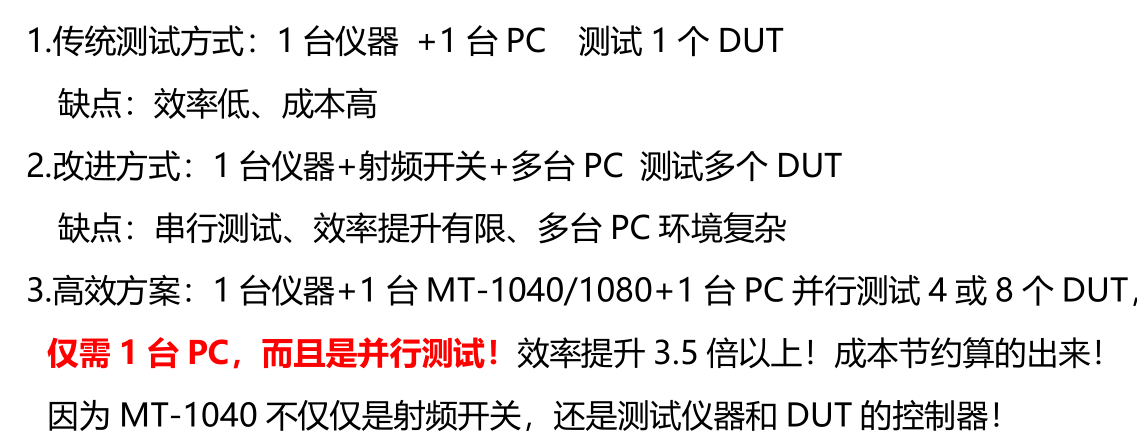 1.传统测试方式：1 台仪器 +1 台 PC 测试 1 个 DUT
缺点：效率低、成本高
2.改进方式：1 台仪器+射频开关+多台 PC 测试多个 DUT
缺点：串行测试、效率提升有限、多台 PC 环境复杂
3.高效方案：1 台仪器+1 台 MT-1040/1080+1 台 PC 并行测试 4 或 8 个 DUT，
仅需 1 台 PC，而且是并行测试！效率提升 3.5 倍以上！成本节约算的出来！
因为 MT-1040 不仅仅是射频开关，还是测试仪器和 DUT 的控制器！